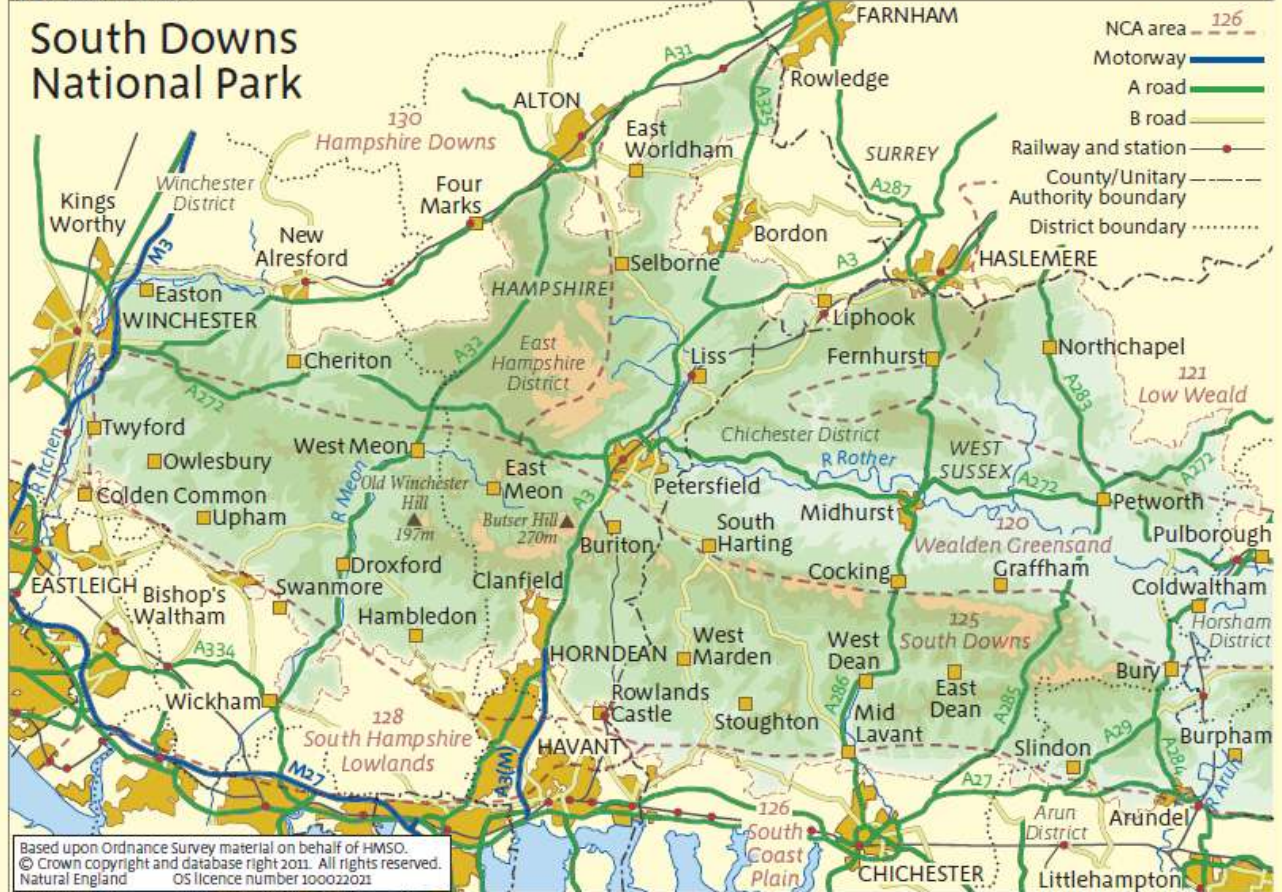 South Downs
National Park
FARNHAM
Rowledge
A31
A325
ALTON
130
Hampshire Downs
East
Worldham
SURREY
A287
NCA area
126
Motorway
A road
B road
Railway and station
County/Unitary
Authority boundary
District boundary
Kings
Worthy
Winchester
District
M3
New
Alresford
Four
Marks
Selborne
Bordon
A3
HASLEMERE
Easton
WINCHESTER
HAMPSHIRE
Liphook
Cheriton
A32
East
Hampshire
District
Liss
Fernhurst
Northchapel
A272
A283
121
Low Weald
Twyford
R Itchen
Owlesbury
West Meon
R Meon
Old Winchester
Hill
197m
East
Meon
Butser Hill
270m
A3
Chichester District
R Rother
WEST
SUSSEX
A272
A272
Petersfield
Midhurst
Petworth
Colden Common
Upham
Buriton
South
Harting
120
Wealden Greensand
Pulborough
EASTLEIGH
Bishop's
Waltham
Swanmore
Droxford
Clanfield
Cocking
Graffham
Coldwaltham
Horsham
District
Hambledon
A334
HORNDEAN
West
Marden
West
Dean
125
South Downs
Bury
Wickham
Rowlands
Castle
Stoughton
A286
East
Dean
A285
Mid
Lavant
128
South Hampshire
Lowlands
M27
A3(M)
HAVANT
Slindon
A29
A284
Burpham
R Arun
A27
126
South
Coast
Plain
Arun
District
Arundel
CHICHESTER
Littlehampton
Based upon Ordnance Survey material on behalf of HMSO.
© Crown copyright and database right 2011. All rights reserved.
Natural England OS licence number 100022021